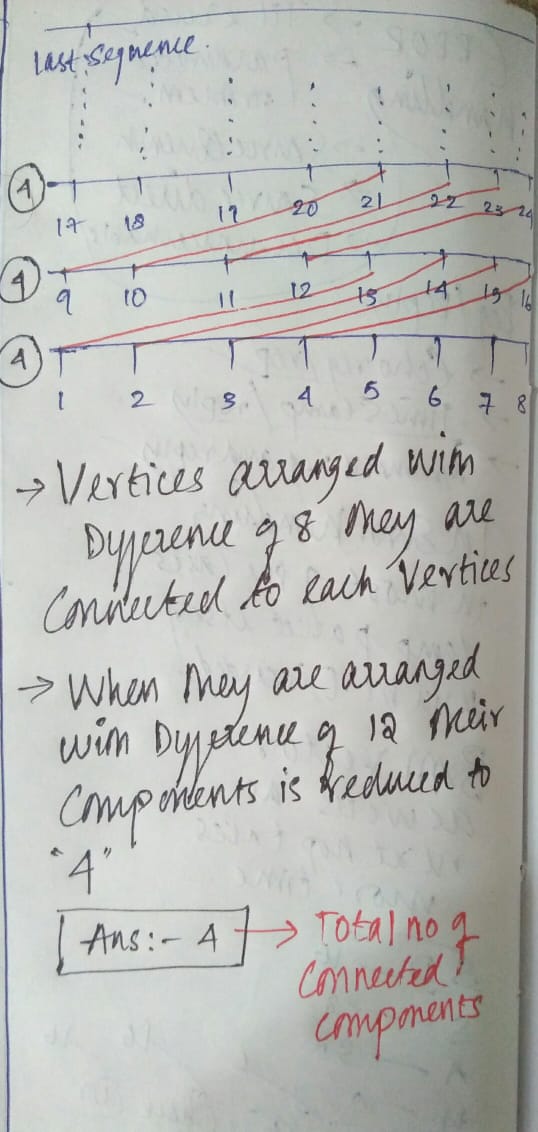 Last Sequence.
4
17 18 19 20 21 22 23 24
4
9 10 11 12 15 14 15 16
4
1 2 3 4 5 6 7 8
→ Vertices arranged with
Dyference of 8 they are
Connected to each Vertices
→ When they are arranged
with Dyference of 12 their
Components is reduced to
"4"
Ans:- 4 → Total no of
Connected
components